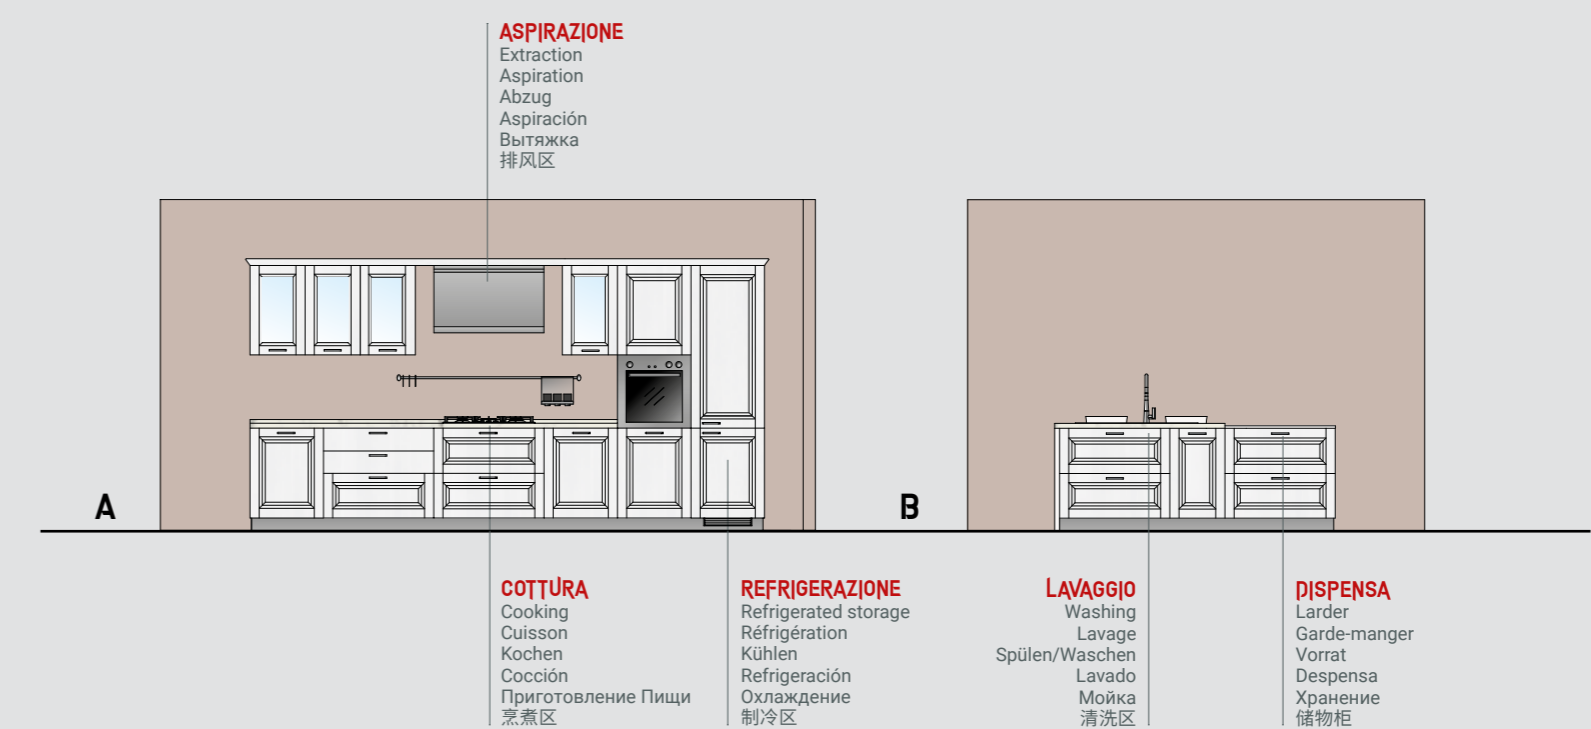 ASPIRAZIONE
Extraction
Aspiration
Abzug
Aspiración
Вытяжка
排风区
A
B
COTTURA
Cooking
Cuisson
Kochen
Cocción
Приготовление Пищи
烹煮区
REFRIGERAZIONE
Refrigerated storage
Réfrigération
Kühlen
Refrigeración
Охлаждение
制冷区
LAVAGGIO
Washing
Lavage
Spülen/Waschen
Lavado
Мойка
清洗区
DISPENSA
Larder
Garde-manger
Vorrat
Despensa
Хранение
储物柜